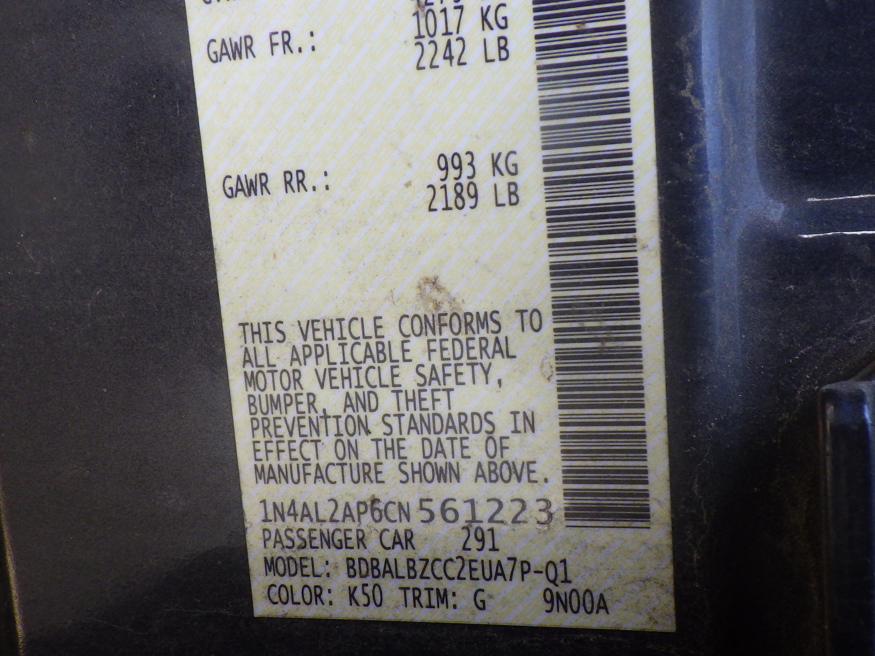 1017 KG
GAWR FR.: 2242 LB
993 KG
GAWR RR.: 2189 LB
THIS VEHICLE CONFORMS TO
ALL APPLICABLE FEDERAL
MOTOR VEHICLE SAFETY,
BUMPER, AND THEFT
PREVENTION STANDARDS IN
EFFECT ON THE DATE OF
MANUFACTURE SHOWN ABOVE.
1N4AL2AP6CN561223
PASSENGER CAR 291
MODEL: BDBALBZCC2EUA7P-Q1
COLOR: K50 TRIM: G 9N00A